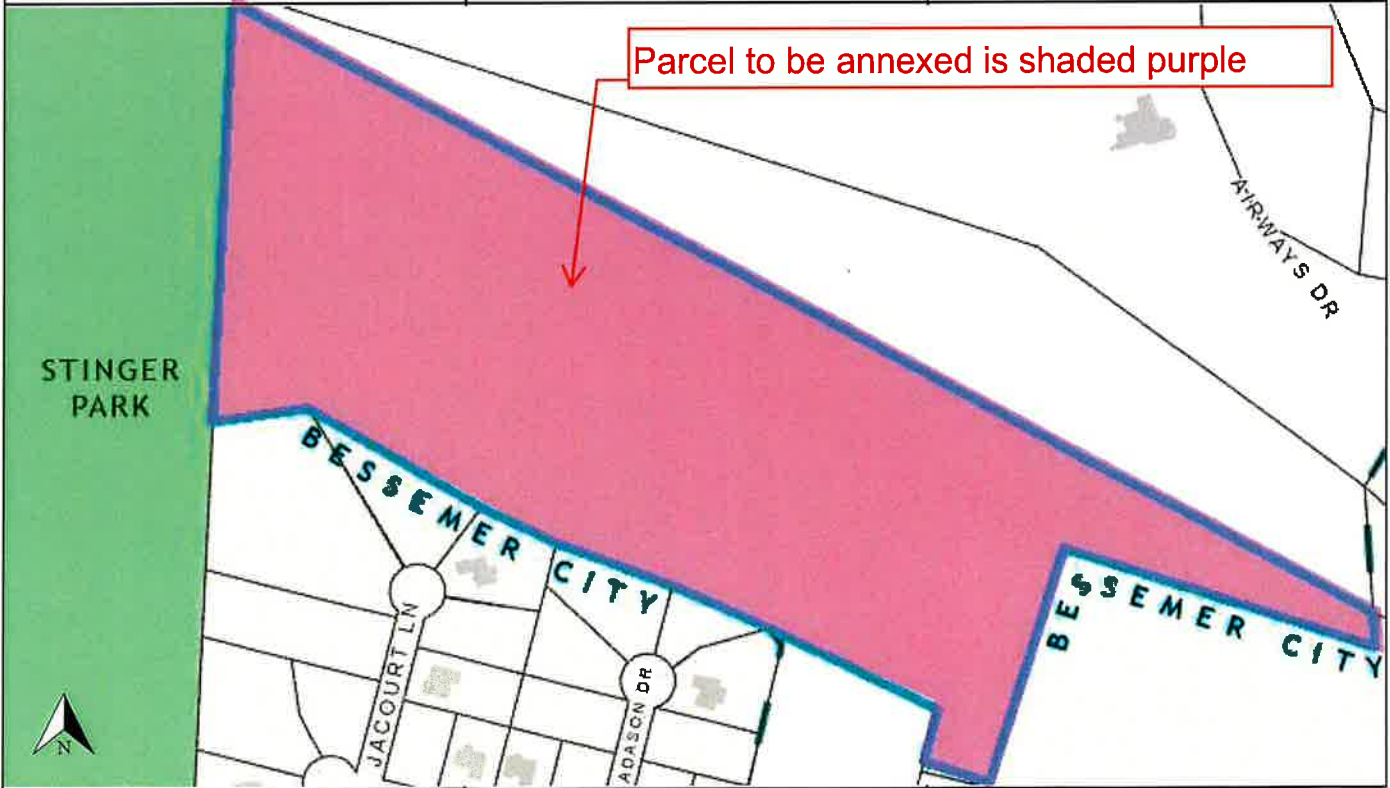 Parcel to be annexed is shaded purple
AIRWAYS DR
STINGER
PARK
BESSEMER CITY
BESSEMER CITY
JACOURT LN
ADASON DR
N